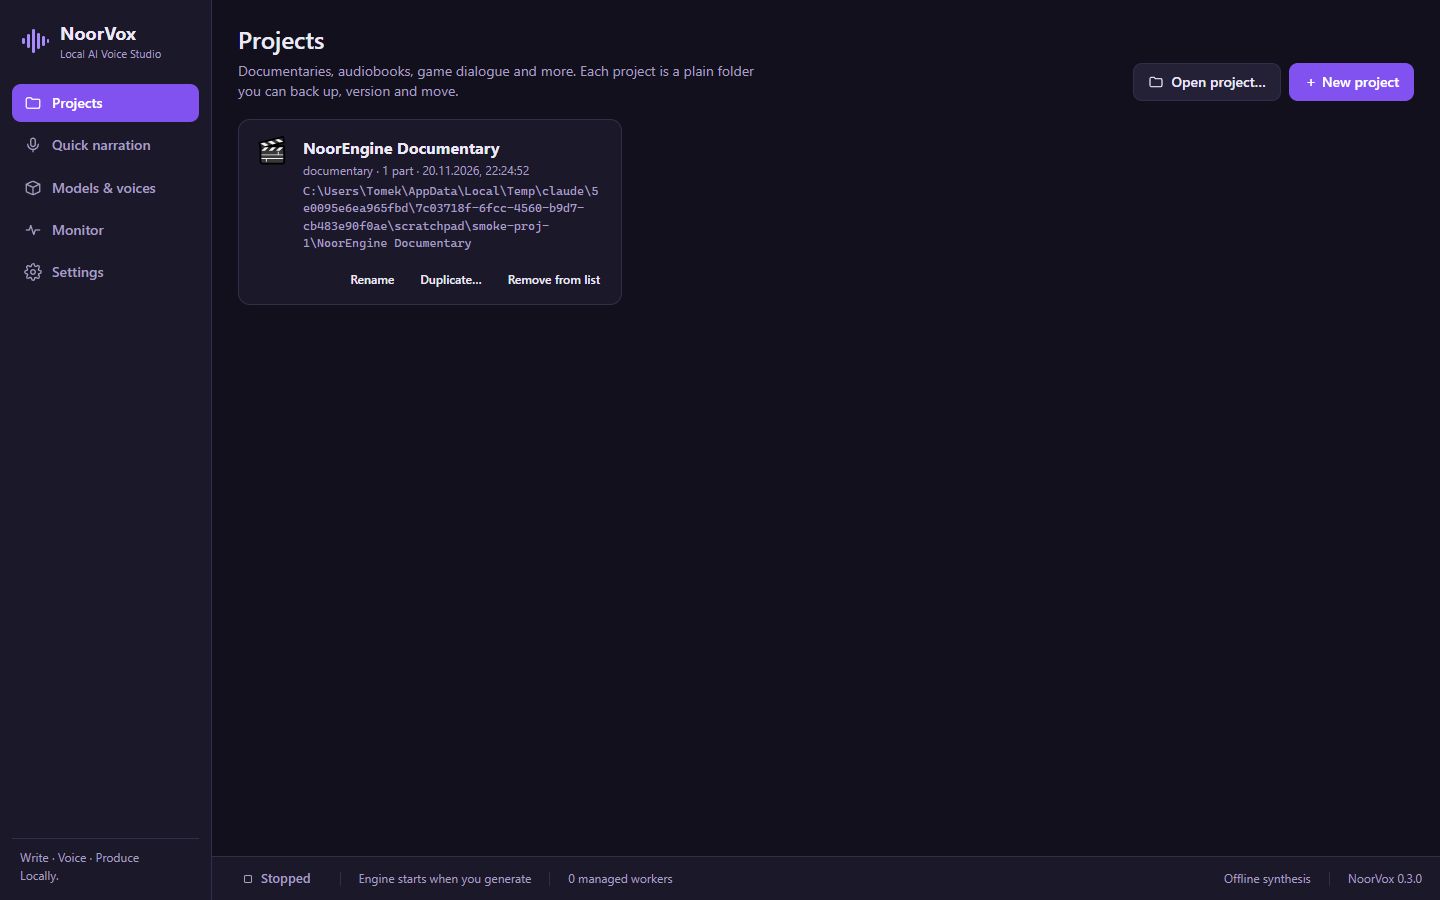 NoorVox
Local AI Voice Studio
Projects
Quick narration
Models & voices
Monitor
Settings
Write · Voice · Produce
Locally.
Projects
Documentaries, audiobooks, game dialogue and more. Each project is a plain folder
you can back up, version and move.
Open project...
+ New project
NoorEngine Documentary
documentary · 1 part · 20.11.2026, 22:24:52
C:\Users\Tomek\AppData\Local\Temp\claude\5
e0095e6ea965fbd\7c03718f-6fcc-4560-b9d7-
cb483e90f0ae\scratchpad\smoke-proj-
1\NoorEngine Documentary
Rename
Duplicate...
Remove from list
Stopped
Engine starts when you generate
0 managed workers
Offline synthesis
NoorVox 0.3.0